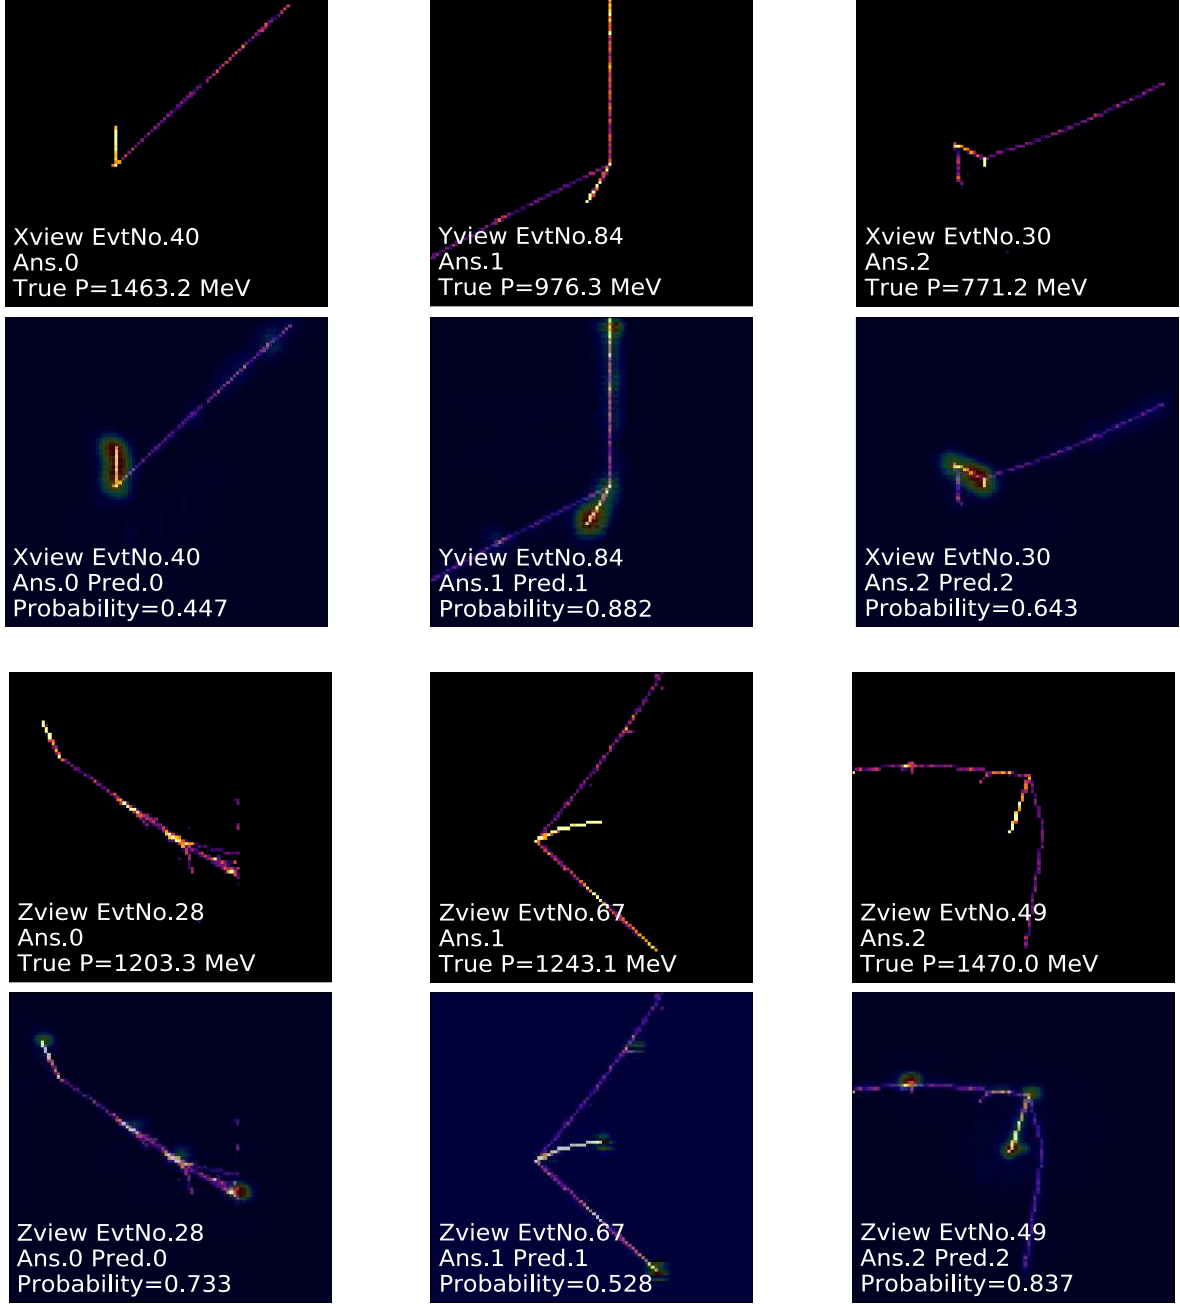 Xview EvtNo.40
Ans.0
True P=1463.2 MeV
Yview EvtNo.84
Ans.1
True P=976.3 MeV
Xview EvtNo.30
Ans.2
True P=771.2 MeV
Xview EvtNo.40
Ans.0 Pred.0
Probability=0.447
Yview EvtNo.84
Ans.1 Pred.1
Probability=0.882
Xview EvtNo.30
Ans.2 Pred.2
Probability=0.643
Zview EvtNo.28
Ans.0
True P=1203.3 MeV
Zview EvtNo.67
Ans.1
True P=1243.1 MeV
Zview EvtNo.49
Ans.2
True P=1470.0 MeV
Zview EvtNo.28
Ans.0 Pred.0
Probability=0.733
Zview EvtNo.67
Ans.1 Pred.1
Probability=0.528
Zview EvtNo.49
Ans.2 Pred.2
Probability=0.837